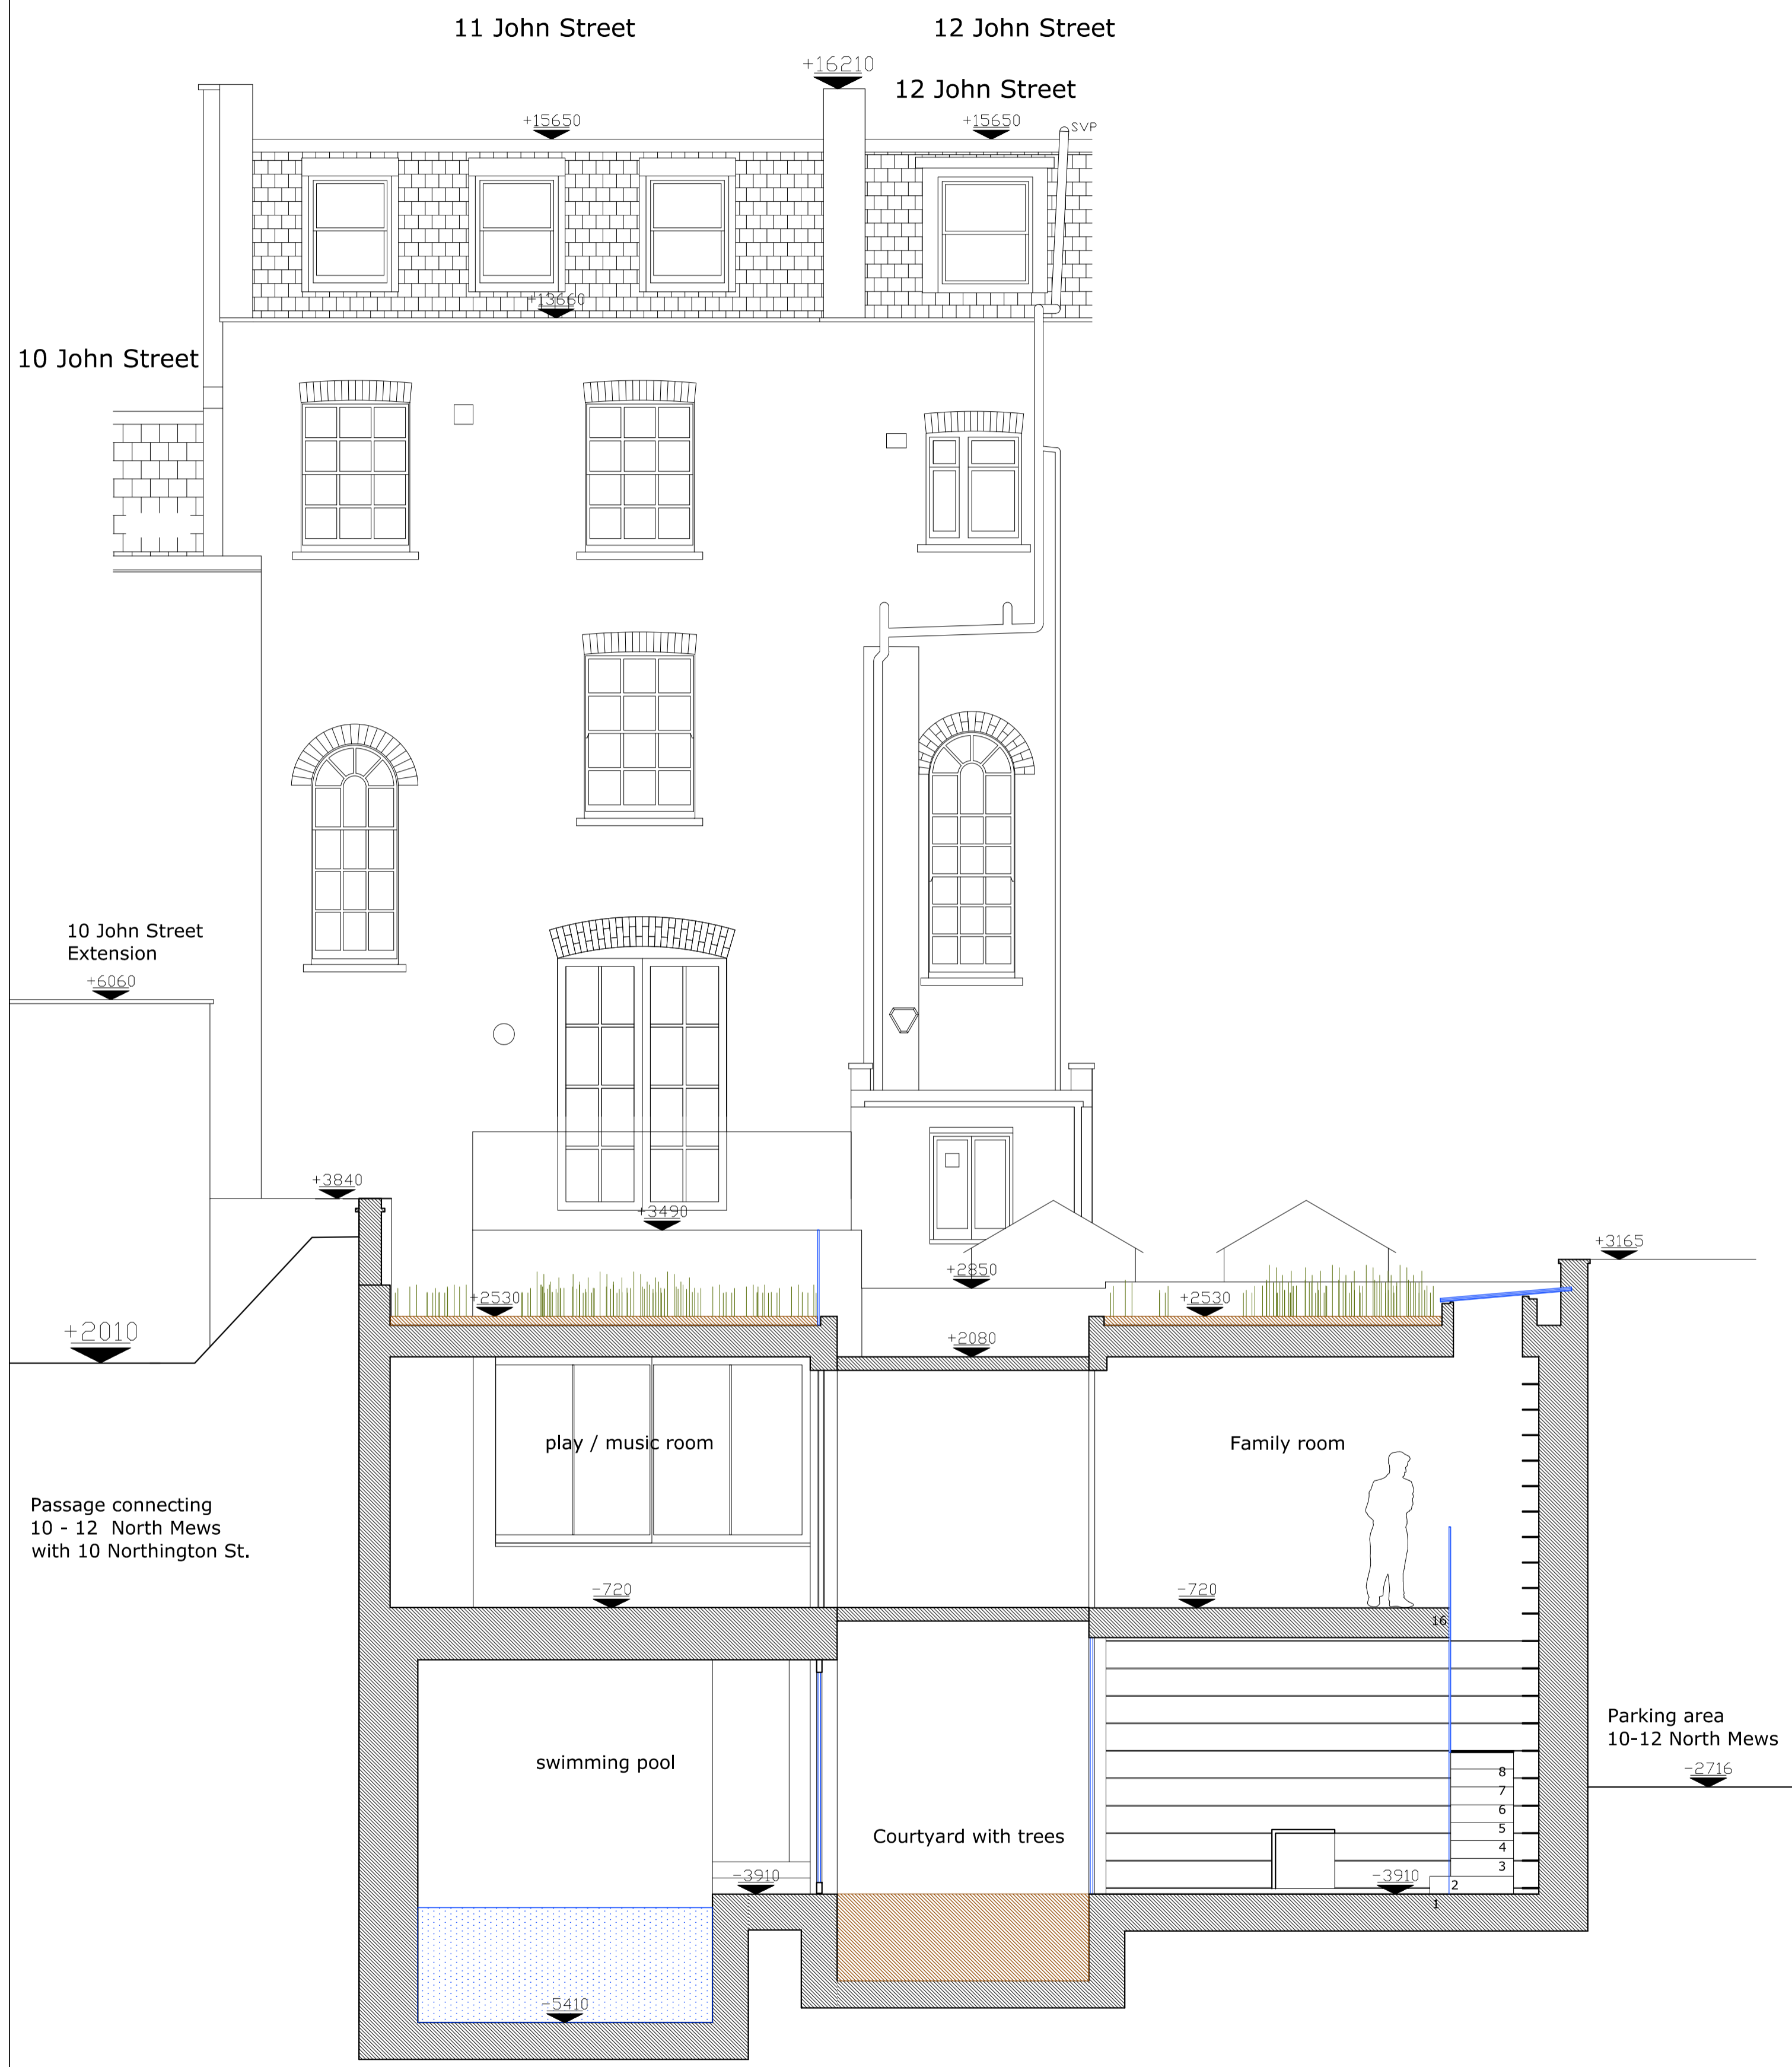 11 John Street
12 John Street
+16210
12 John Street
+15650
+15650
SVP
+13660
10 John Street
10 John Street
Extension
+6060
+3840
+3490
+3165
+2850
+2530
+2530
+2010
+2080
play / music room
Family room
Passage connecting
10 - 12 North Mews
with 10 Northington St.
-720
-720
16
Parking area
10-12 North Mews
-2716
swimming pool
8
7
6
5
4
3
2
1
Courtyard with trees
-3910
-3910
-5410